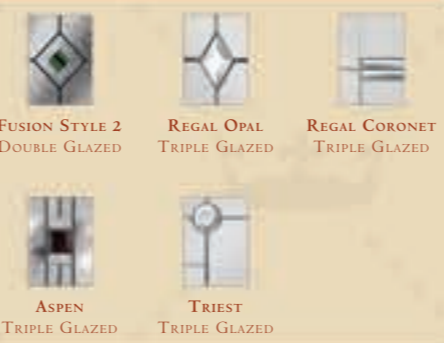 Fusion Style 2
Double Glazed
Regal Opal
Triple Glazed
Regal Coronet
Triple Glazed
Aspen
Triple Glazed
Triest
Triple Glazed